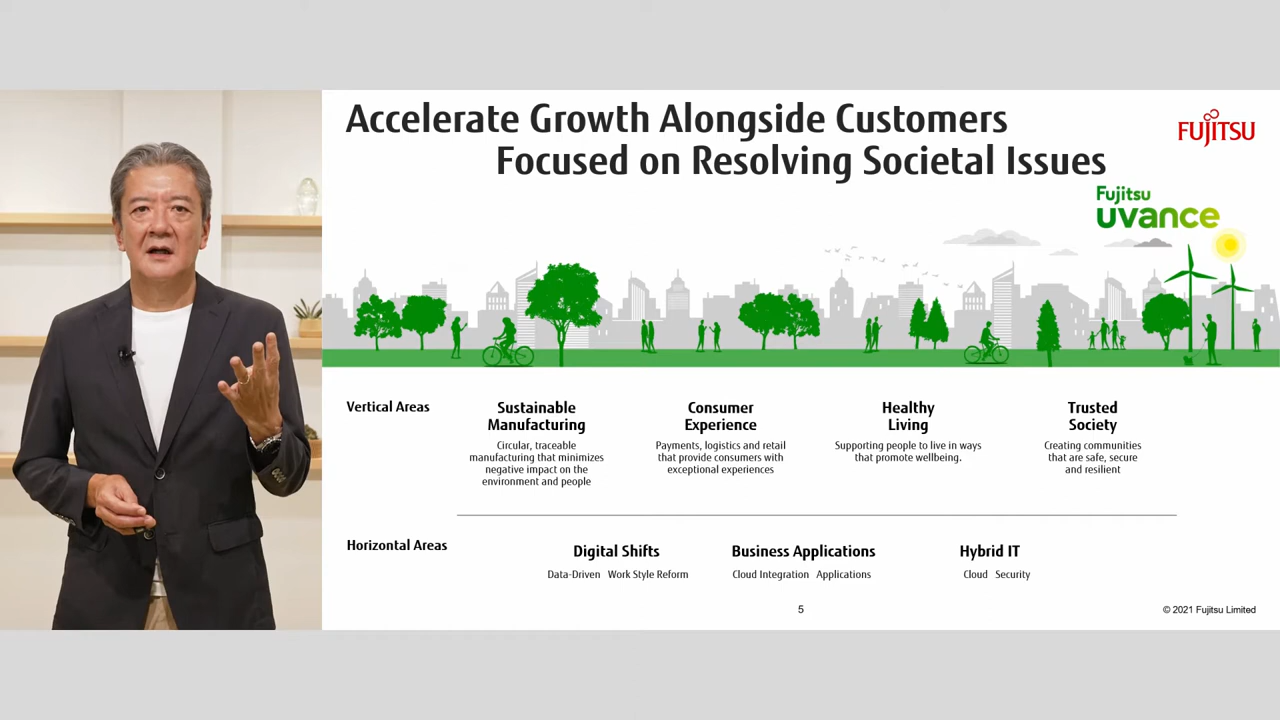 Accelerate Growth Alongside Customers
Focused on Resolving Societal Issues
FUJITSU
Fujitsu
uvance
Vertical Areas
Sustainable
Manufacturing
Circular, traceable
manufacturing that minimizes
negative impact on the
environment and people
Consumer
Experience
Payments, logistics and retail
that provide consumers with
exceptional experiences
Healthy
Living
Supporting people to live in ways
that promote wellbeing.
Trusted
Society
Creating communities
that are safe, secure
and resilient
Horizontal Areas
Digital Shifts
Data-Driven Work Style Reform
Business Applications
Cloud Integration Applications
Hybrid IT
Cloud Security
5
© 2021 Fujitsu Limited